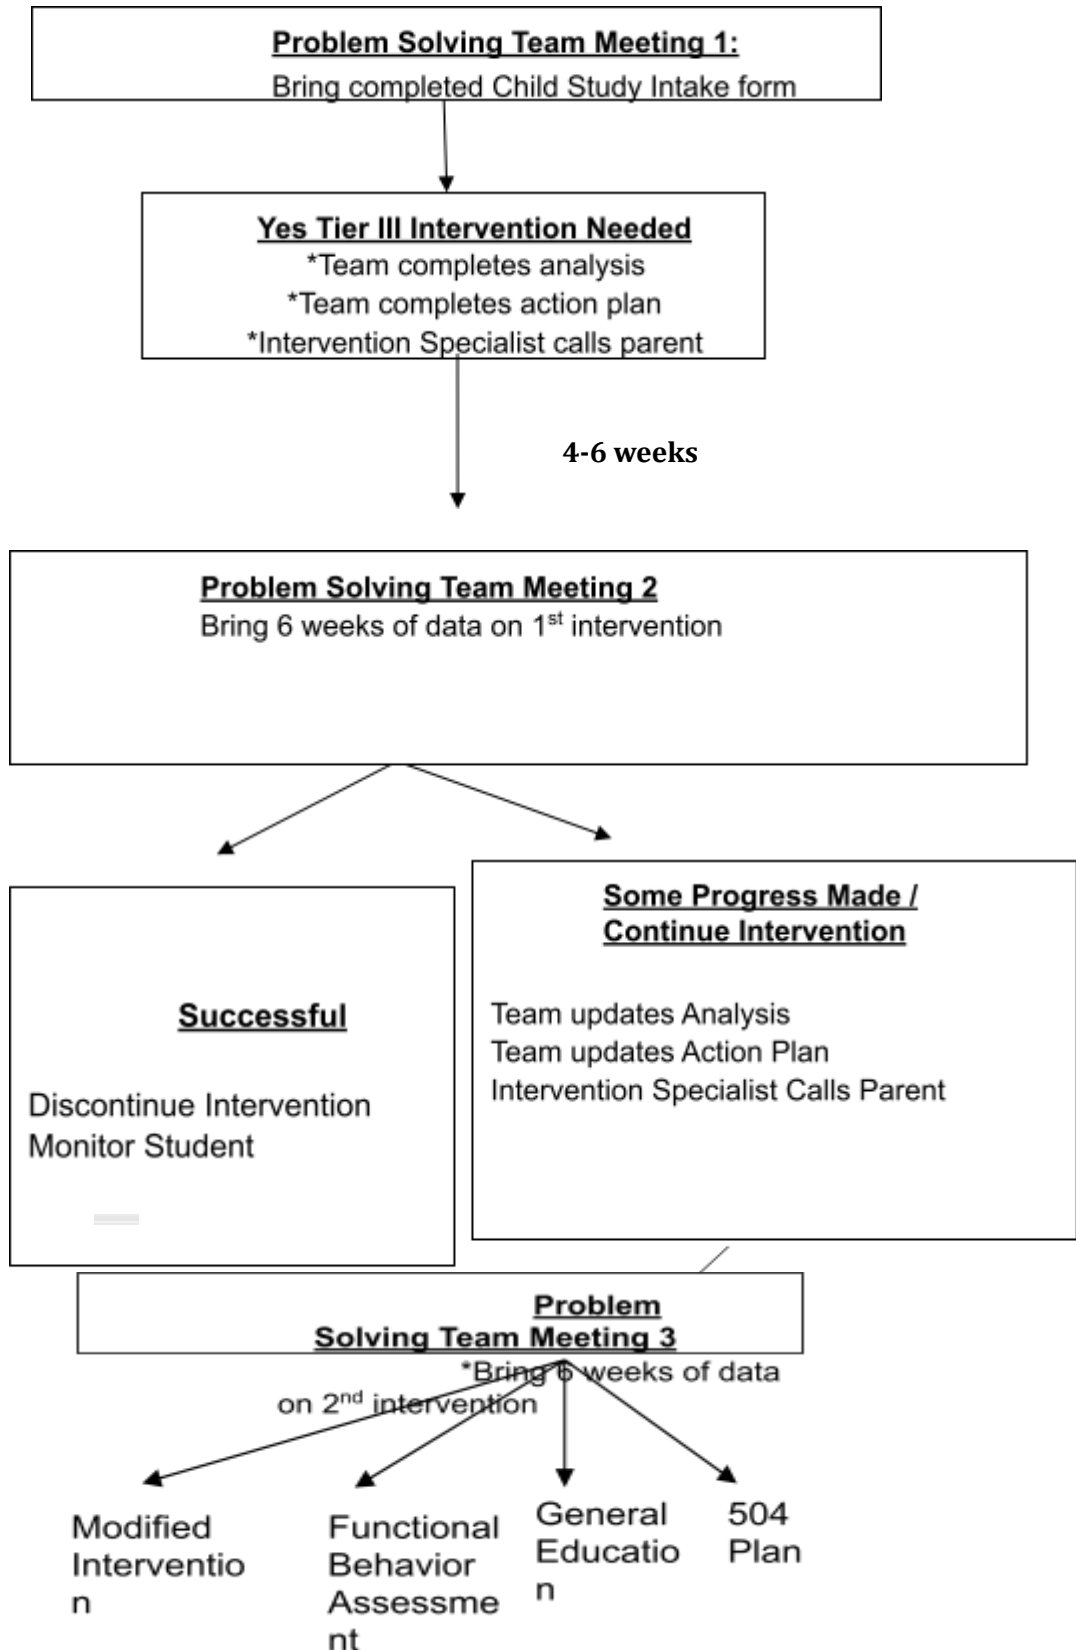 Problem Solving Team Meeting 1:
Bring completed Child Study Intake form
Yes Tier III Intervention Needed
*Team completes analysis
*Team completes action plan
*Intervention Specialist calls parent
4-6 weeks
Problem Solving Team Meeting 2
Bring 6 weeks of data on 1st intervention
Successful
Discontinue Intervention
Monitor Student
Some Progress Made /
Continue Intervention
Team updates Analysis
Team updates Action Plan
Intervention Specialist Calls Parent
Problem
Solving Team Meeting 3
*Bring 6 weeks of data
on 2nd intervention
Modified
Interventio
n
Functional
Behavior
Assessme
nt
General
Educatio
n
504
Plan